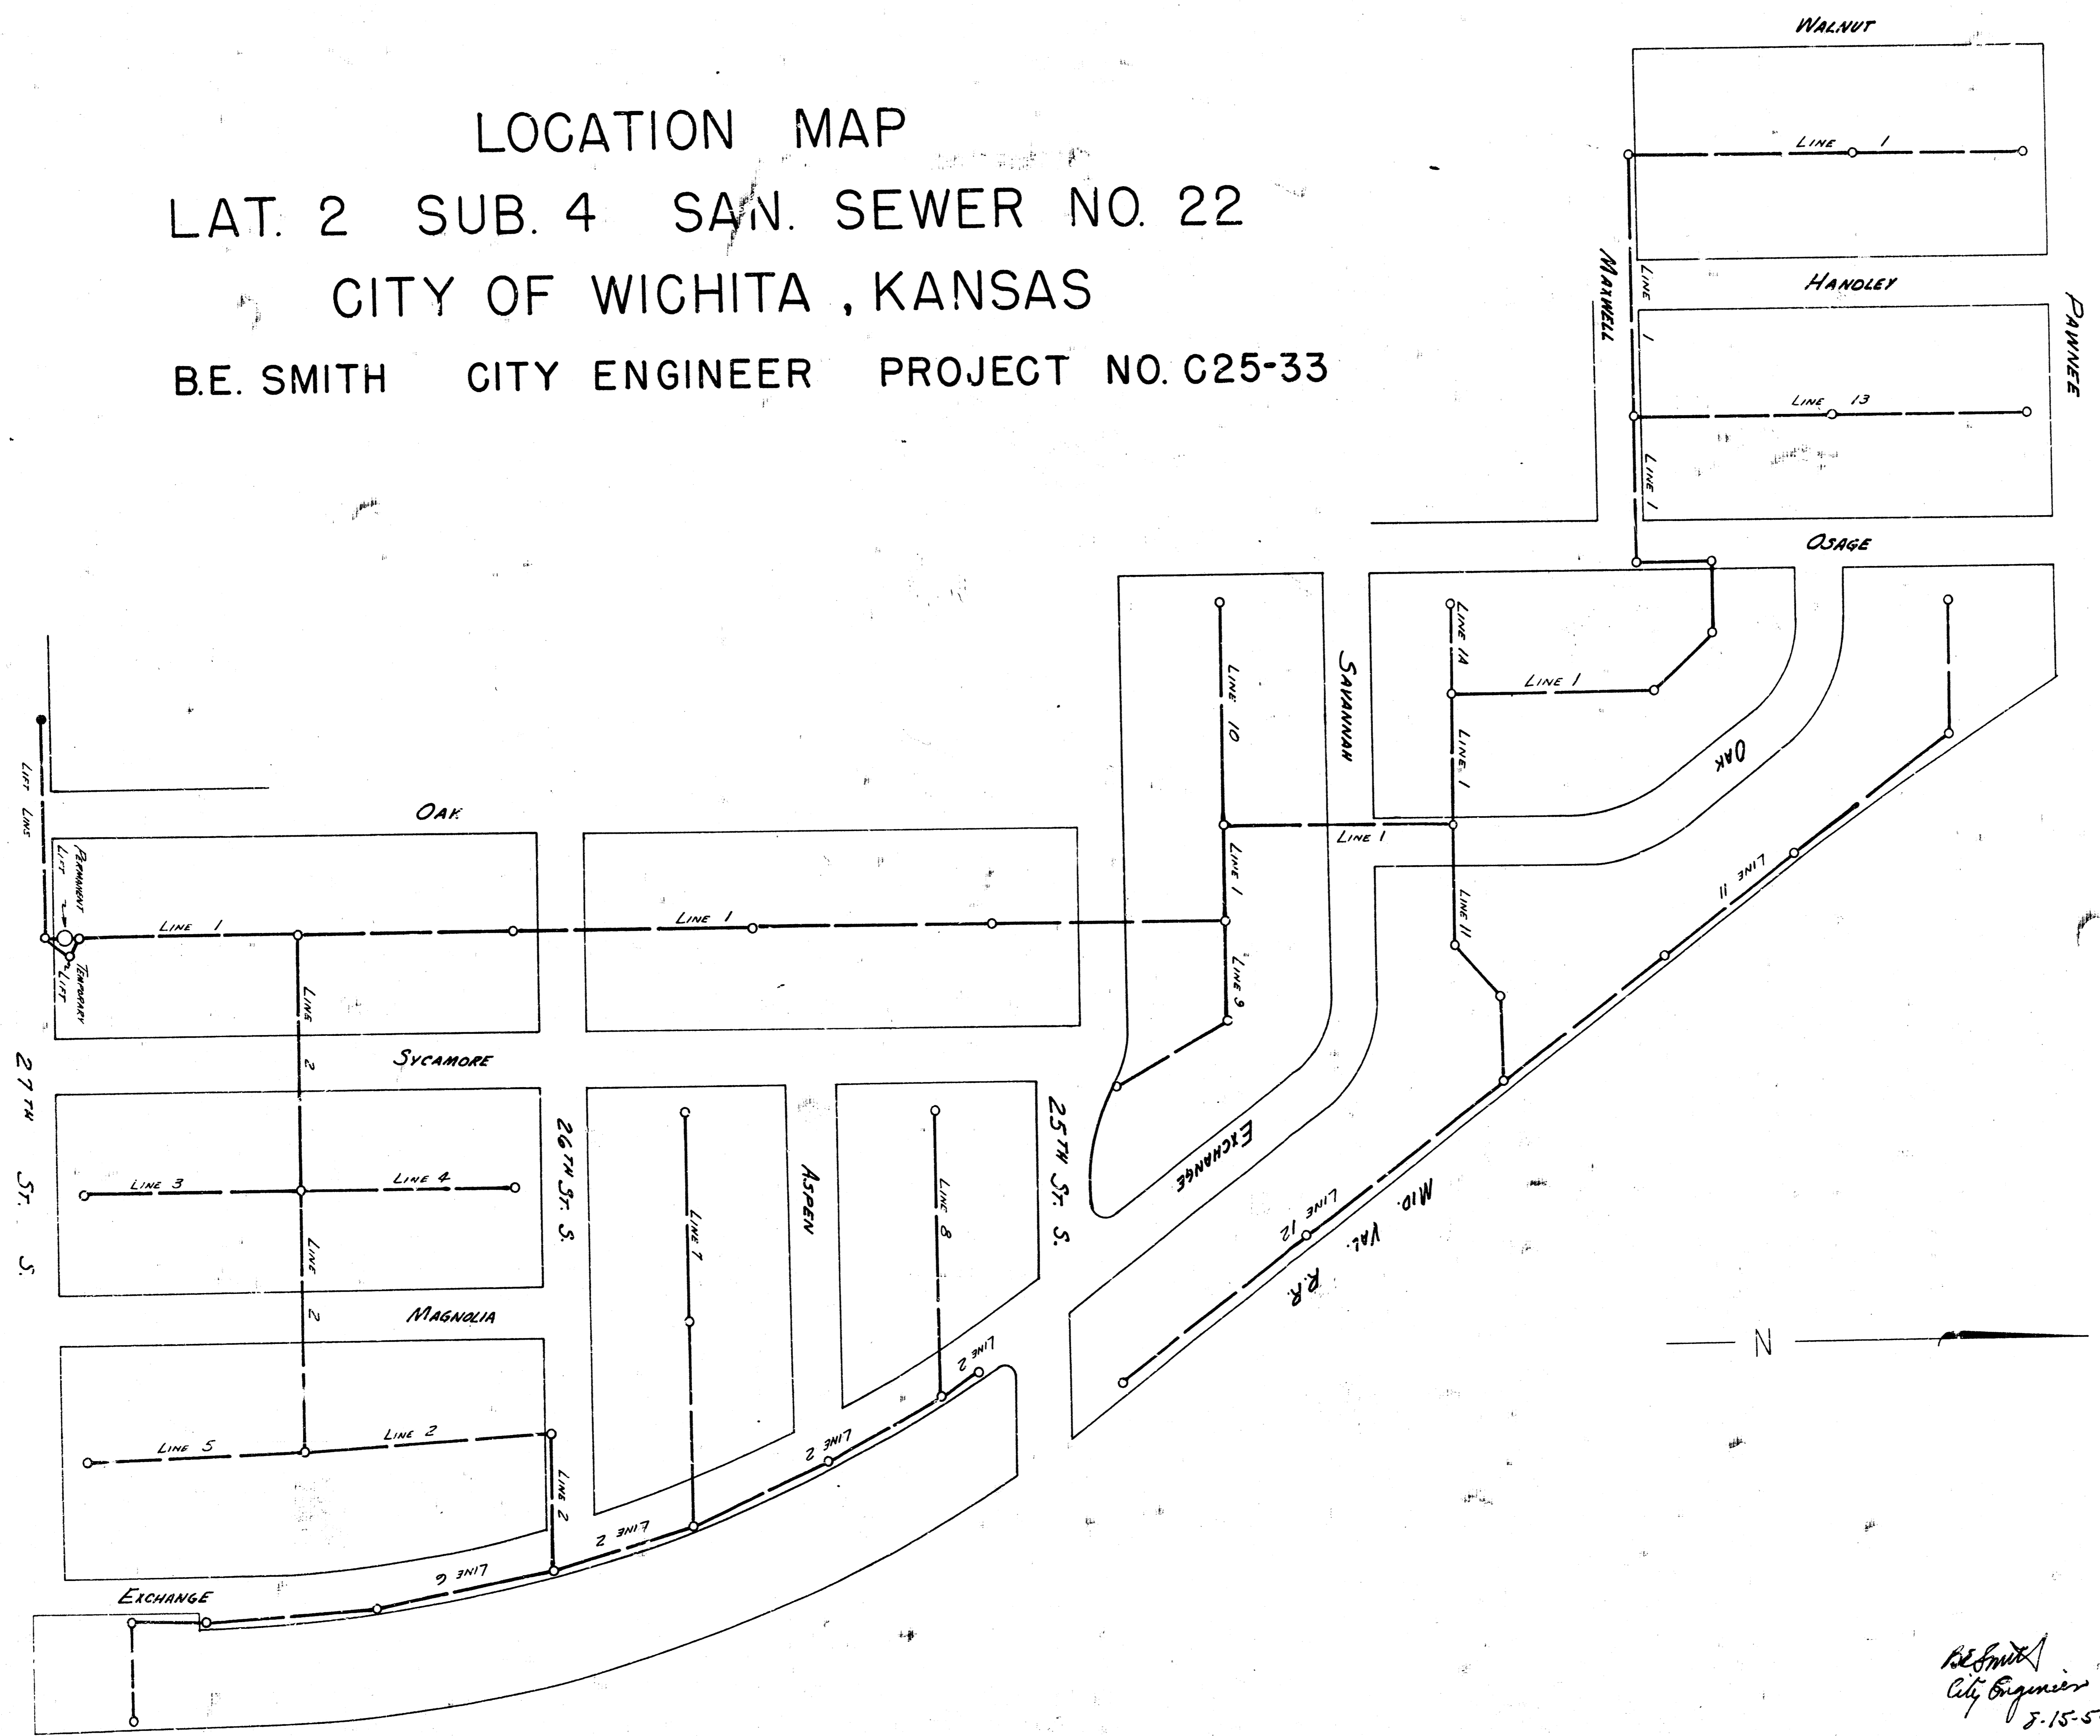 LOCATION MAP
LAT. 2 SUB. 4 SAN. SEWER NO. 22
CITY OF WICHITA, KANSAS
B.E. SMITH CITY ENGINEER PROJECT NO. C25-33
WALNUT
LINE 1
MAXWELL
LINE 1
HANDLEY
PAWNEE
LINE 13
LINE 1
OSAGE
LINE 10
SAVANNAH
LINE 1A
LINE 1
LINE 1
OAK
LIFT LINE
OAK
LINE 1
LINE 1
LINE 11
LINE 11
PERMANENT
LIFT
LINE 1
LINE 1
LINE 9
TEMPORARY
LIFT
LINE 2
SYCAMORE
27TH ST. S.
26TH ST. S.
25TH ST. S.
ASPEN
EXCHANGE
LINE 3
LINE 4
LINE 7
LINE 8
LINE 12
MID. VAL. R.R.
LINE 2
MAGNOLIA
N
LINE 2
LINE 5
LINE 2
LINE 2
LINE 2
LINE 2
LINE 6
EXCHANGE
BE Smith
City Engineer